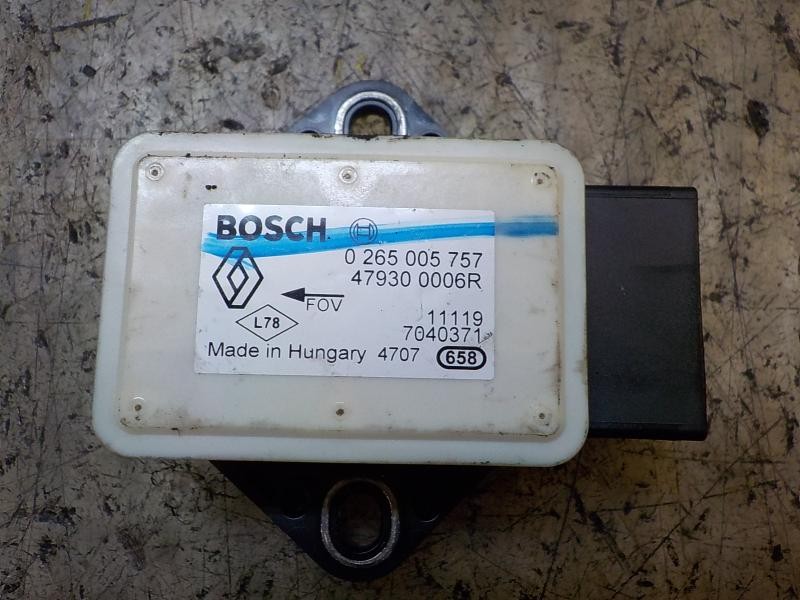 BOSCH
0 265 005 757
47930 0006R
FOV
L78
11119
7040371
Made in Hungary 4707 658